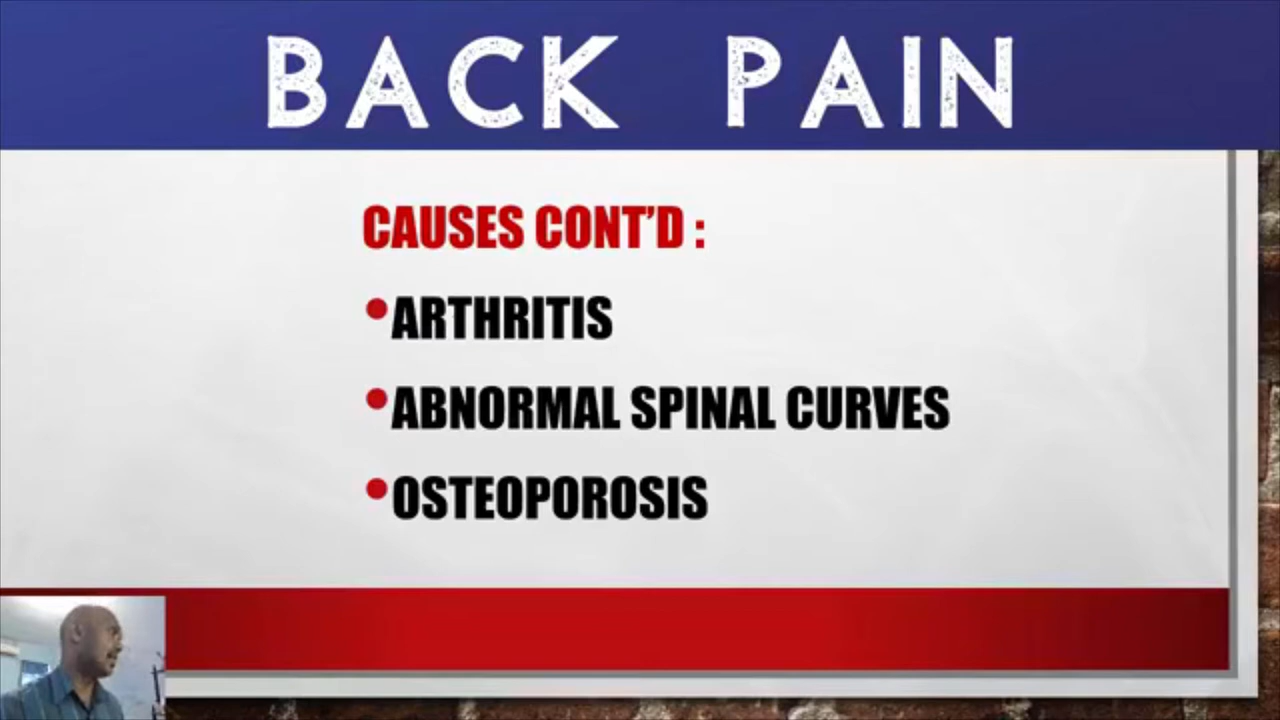 BACK PAIN
CAUSES CONT'D :
•ARTHRITIS
•ABNORMAL SPINAL CURVES
•OSTEOPOROSIS